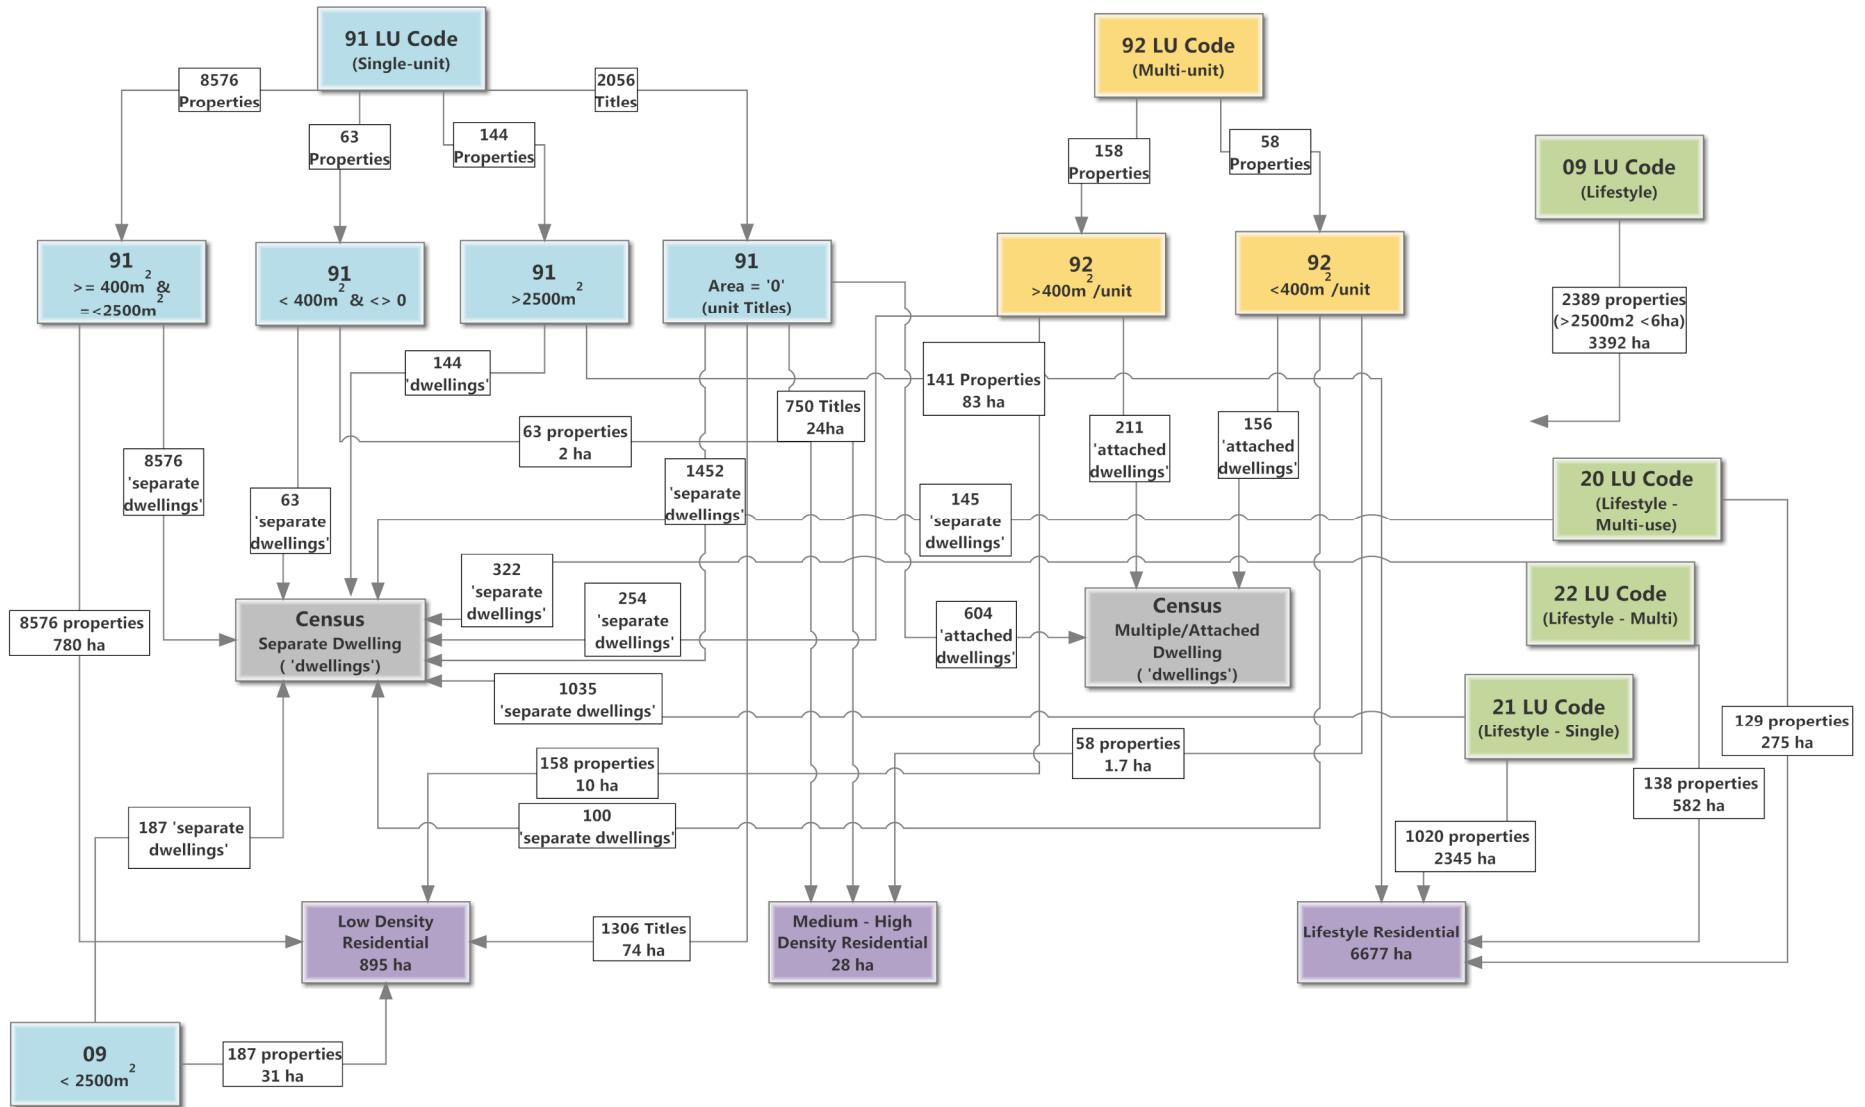 91 LU Code
(Single-unit)
92 LU Code
(Multi-unit)
8576
Properties
2056
Titles
63
Properties
144
Properties
158
Properties
58
Properties
09 LU Code
(Lifestyle)
91
>= 400m2 &
=<2500m2
91
< 400m2 & <> 0
91
>2500m2
91
Area = '0'
(unit Titles)
92
>400m2/unit
92
<400m2/unit
2389 properties
(>2500m2 <6ha)
3392 ha
144
'dwellings'
141 Properties
83 ha
750 Titles
24ha
63 properties
2 ha
211
'attached
dwellings'
156
'attached
dwellings'
8576
'separate
dwellings'
1452
'separate
dwellings'
63
'separate
dwellings'
145
'separate
dwellings'
20 LU Code
(Lifestyle -
Multi-use)
322
'separate
dwellings'
254
'separate
dwellings'
22 LU Code
(Lifestyle - Multi)
Census
Separate Dwelling
( 'dwellings')
604
'attached
dwellings'
Census
Multiple/Attached
Dwelling
( 'dwellings')
8576 properties
780 ha
1035
'separate dwellings'
21 LU Code
(Lifestyle - Single)
129 properties
275 ha
158 properties
10 ha
58 properties
1.7 ha
138 properties
582 ha
187 'separate
dwellings'
100
'separate dwellings'
1020 properties
2345 ha
Low Density
Residential
895 ha
1306 Titles
74 ha
Medium - High
Density Residential
28 ha
Lifestyle Residential
6677 ha
09
< 2500m2
187 properties
31 ha